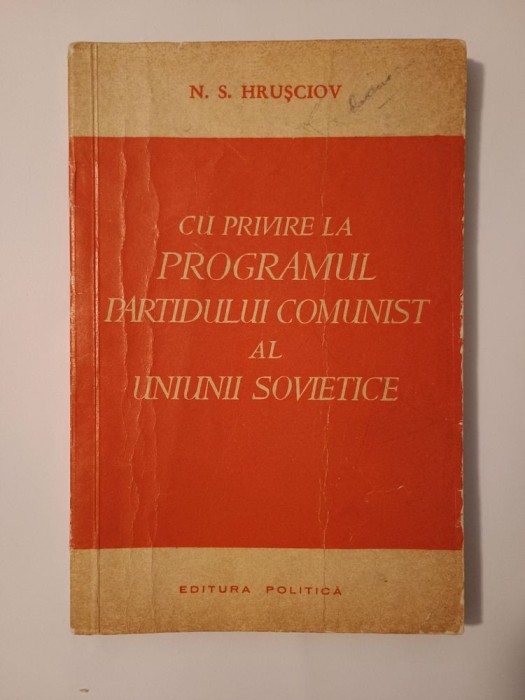 N. S. HRUȘCIOV
CU PRIVIRE LA
PROGRAMUL
PARTIDULUI COMUNIST
AL
UNIUNII SOVIETICE
EDITURA POLITICĂ